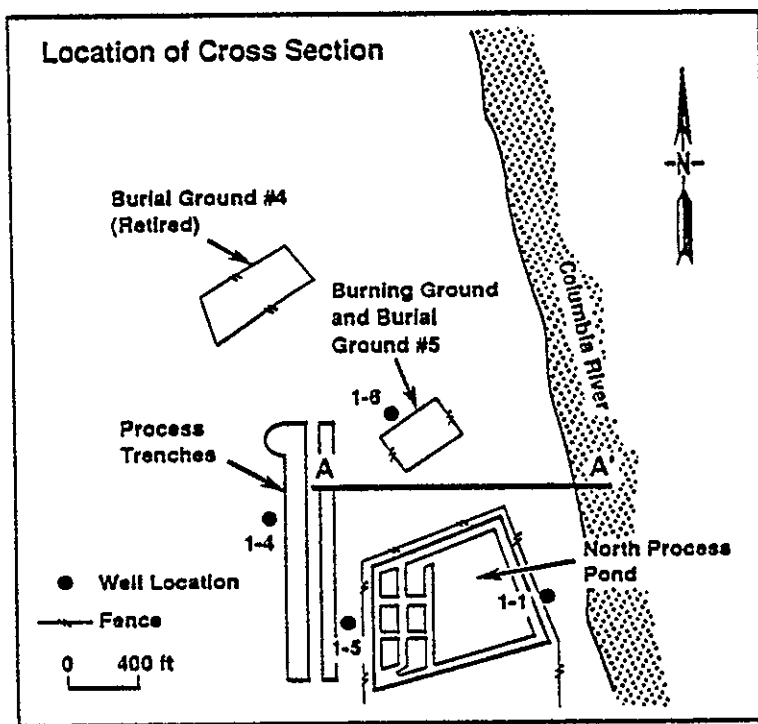 Location of Cross Section
N
Burial Ground #4
(Retired)
Burning Ground
and Burial
Ground #5
Columbia River
1-6
Process
Trenches
A
A'
1-4
North Process
Pond
1-1
Well Location
1-5
Fence
0 400 ft